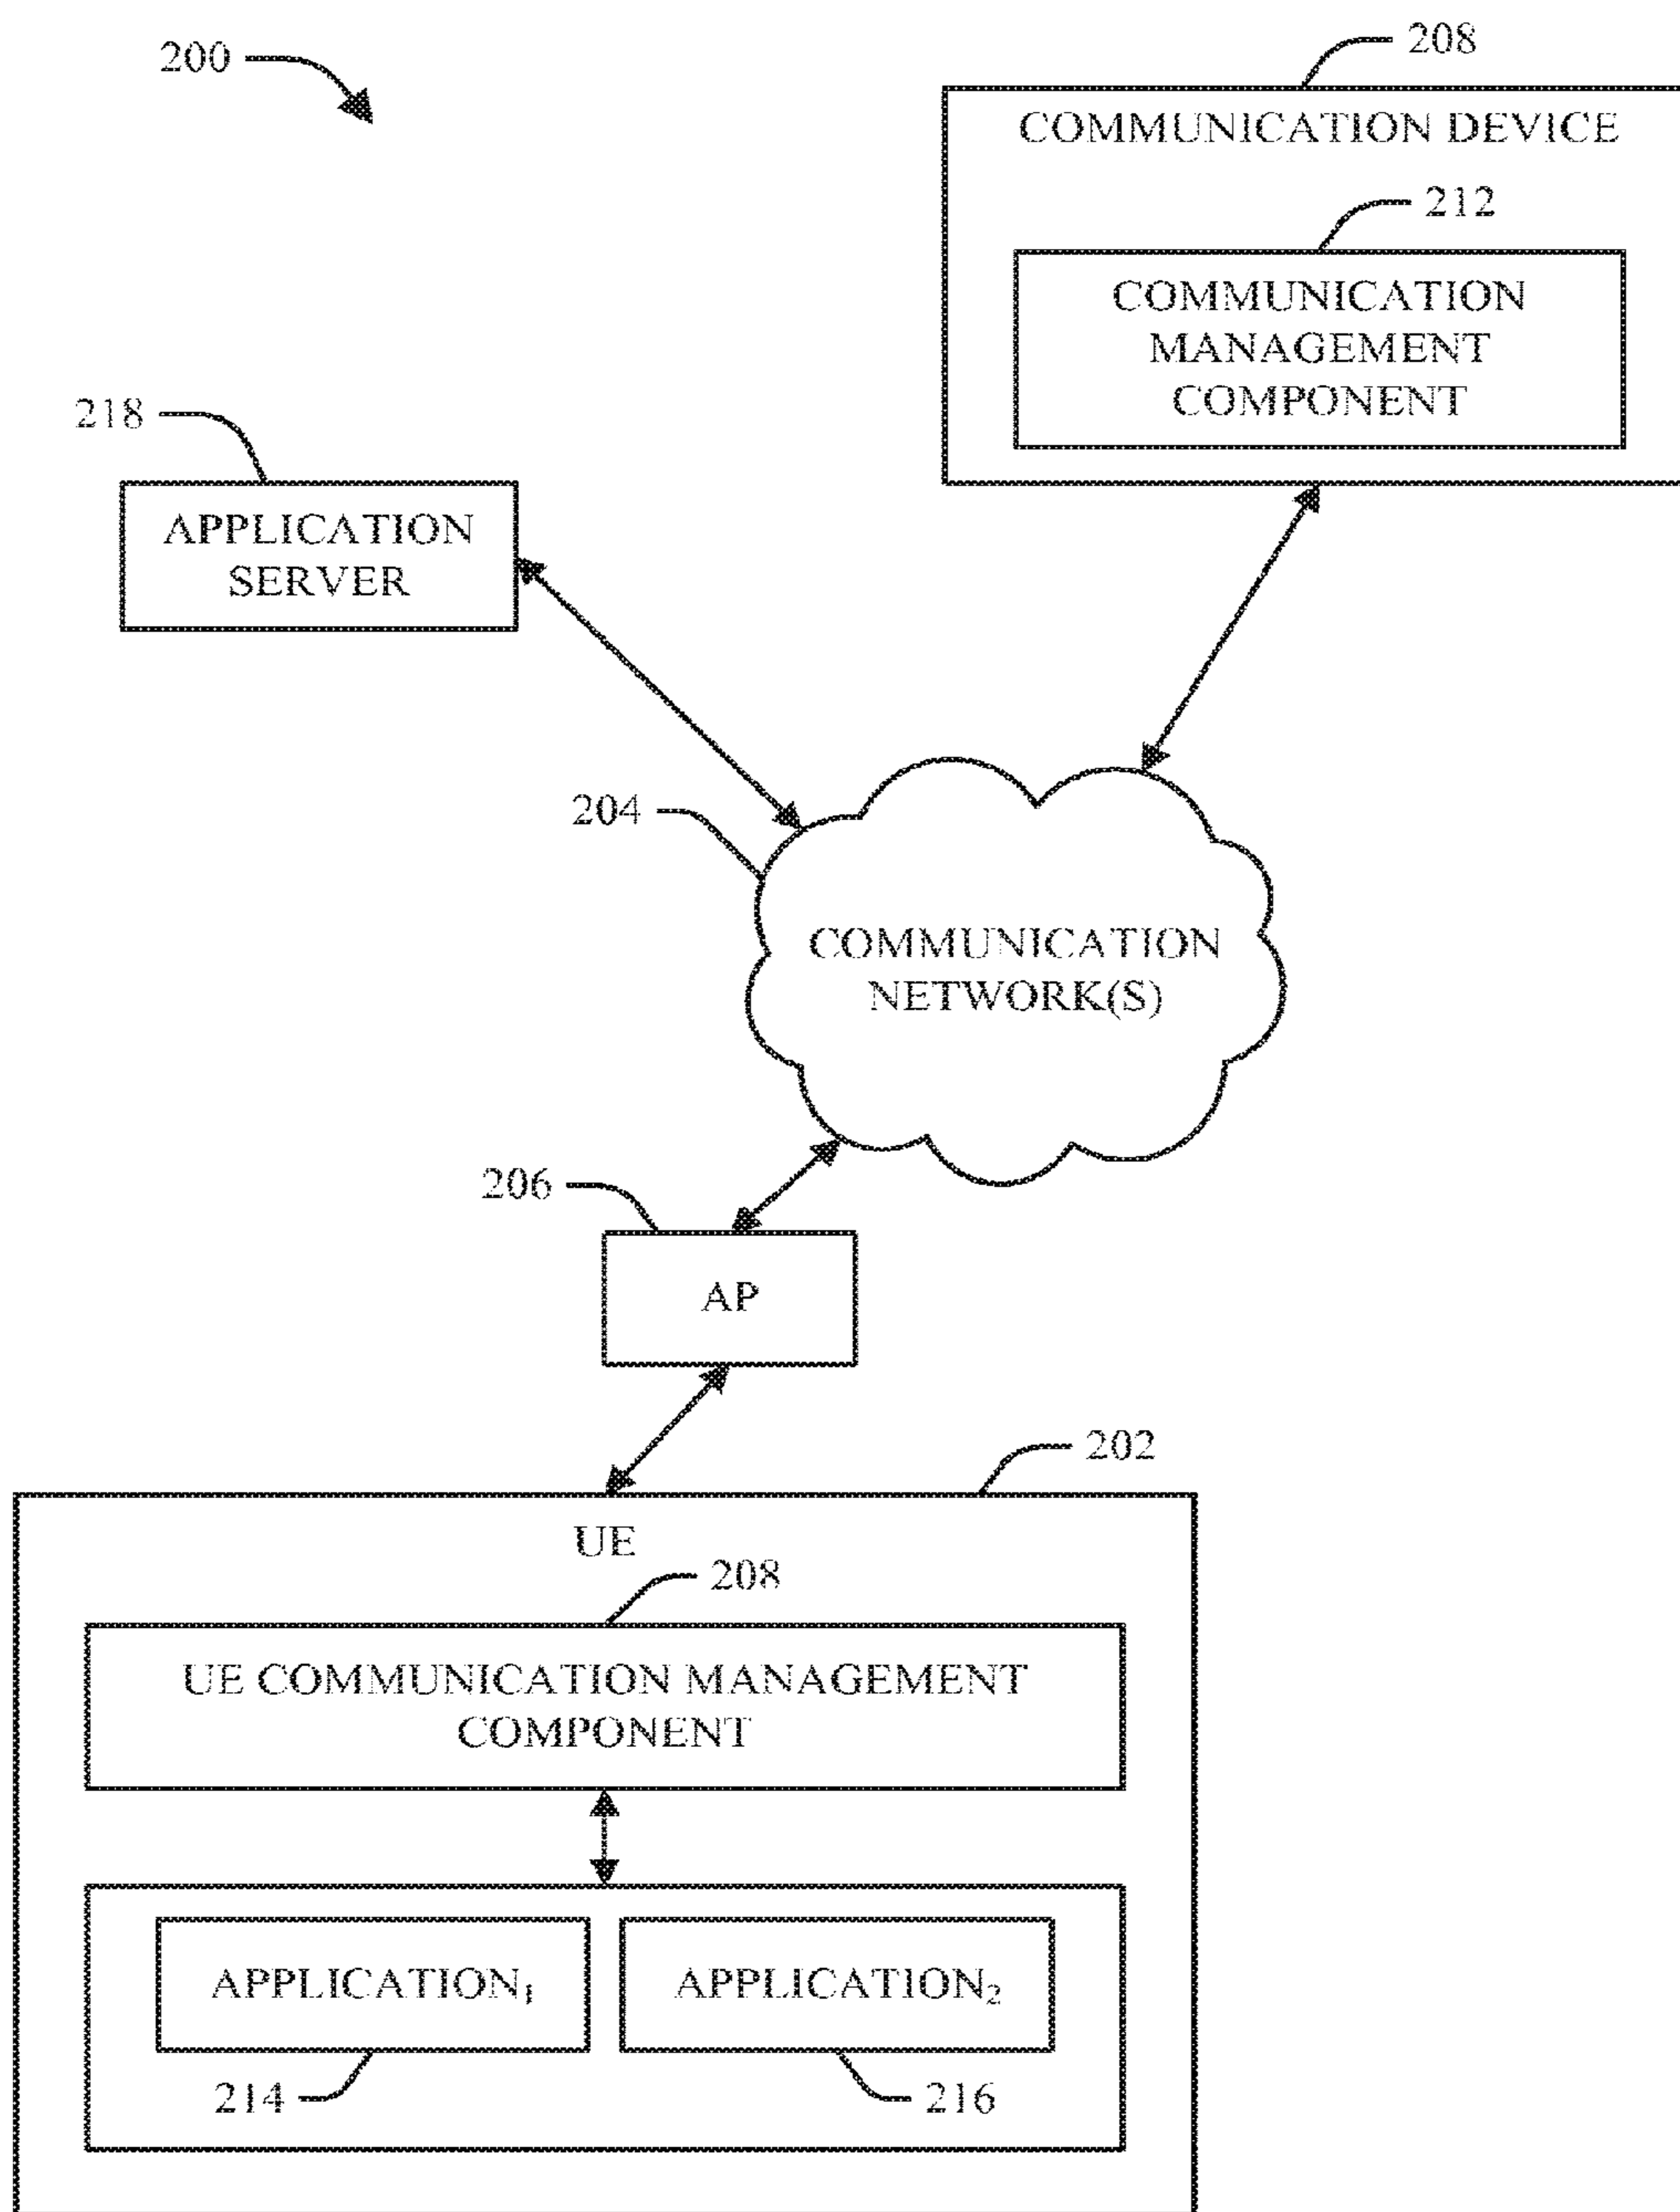 200
208
COMMUNICATION DEVICE
212
COMMUNICATION
MANAGEMENT
COMPONENT
218
APPLICATION
SERVER
204
COMMUNICATION
NETWORK(S)
206
AP
202
UE
208
UE COMMUNICATION MANAGEMENT
COMPONENT
APPLICATION₁
APPLICATION₂
214
216